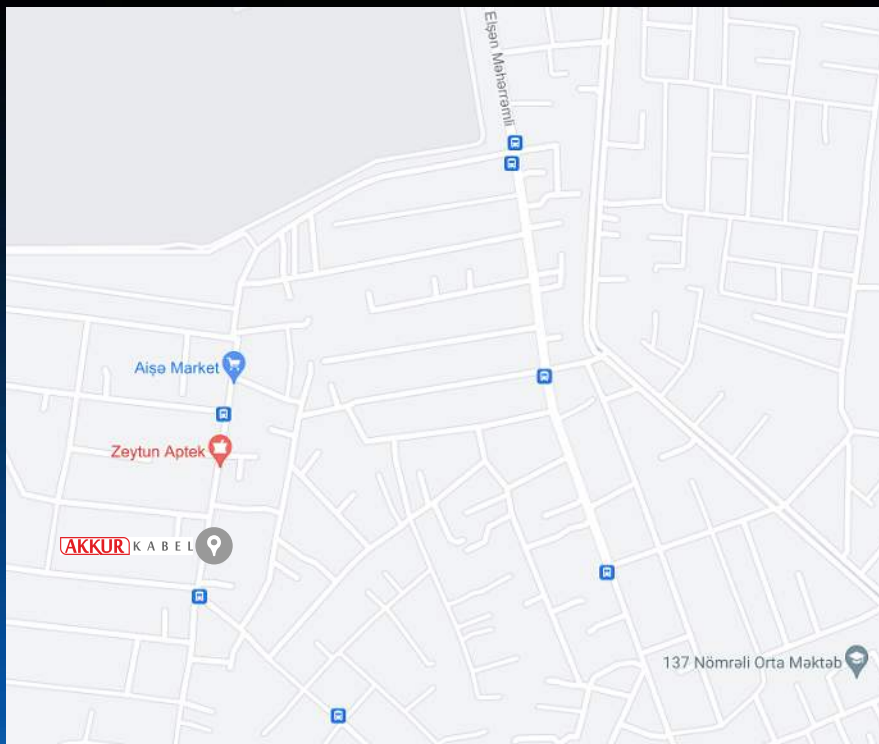 Elşən Məhərrəmli
Aişə Market
Zeytun Aptek
AKKUR KABEL
137 Nömrəli Orta Məktəb